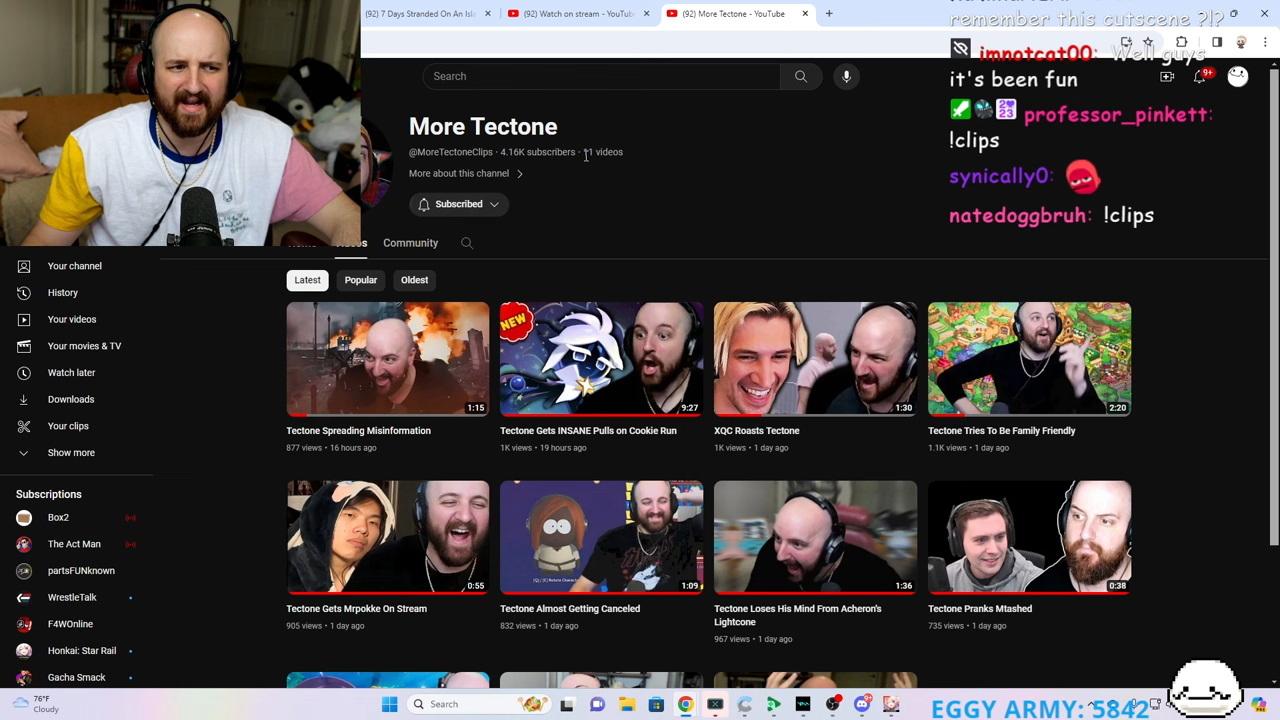 (92) 7 Days Stranded On An Isla
(92) Watch on stream - YouTube
(92) More Tectone - YouTube
remember this cutscene ?!?
imnotcat00: Well guys
it's been fun
professor_pinkett:
!clips
synically0:
natedoggbruh: !clips
Search
9+
More Tectone
@MoreTectoneClips · 4.16K subscribers · 11 videos
More about this channel
Subscribed
Community
Latest
Popular
Oldest
Your channel
History
Your videos
Your movies & TV
Watch later
Downloads
Your clips
Show more
Subscriptions
Box2
The Act Man
partsFUNknown
WrestleTalk
F4WOnline
Honkai: Star Rail
Gacha Smack
1:15
NEW
9:27
1:30
2:20
Tectone Spreading Misinformation
877 views · 16 hours ago
Tectone Gets INSANE Pulls on Cookie Run
1K views · 19 hours ago
XQC Roasts Tectone
1K views · 1 day ago
Tectone Tries To Be Family Friendly
1.1K views · 1 day ago
0:55
1:09
1:36
0:38
Tectone Gets Mrpokke On Stream
905 views · 1 day ago
Tectone Almost Getting Canceled
832 views · 1 day ago
Tectone Loses His Mind From Acheron's
Lightcone
967 views · 1 day ago
Tectone Pranks Mtashed
735 views · 1 day ago
76°F
Cloudy
Search
EGGY ARMY: 5842